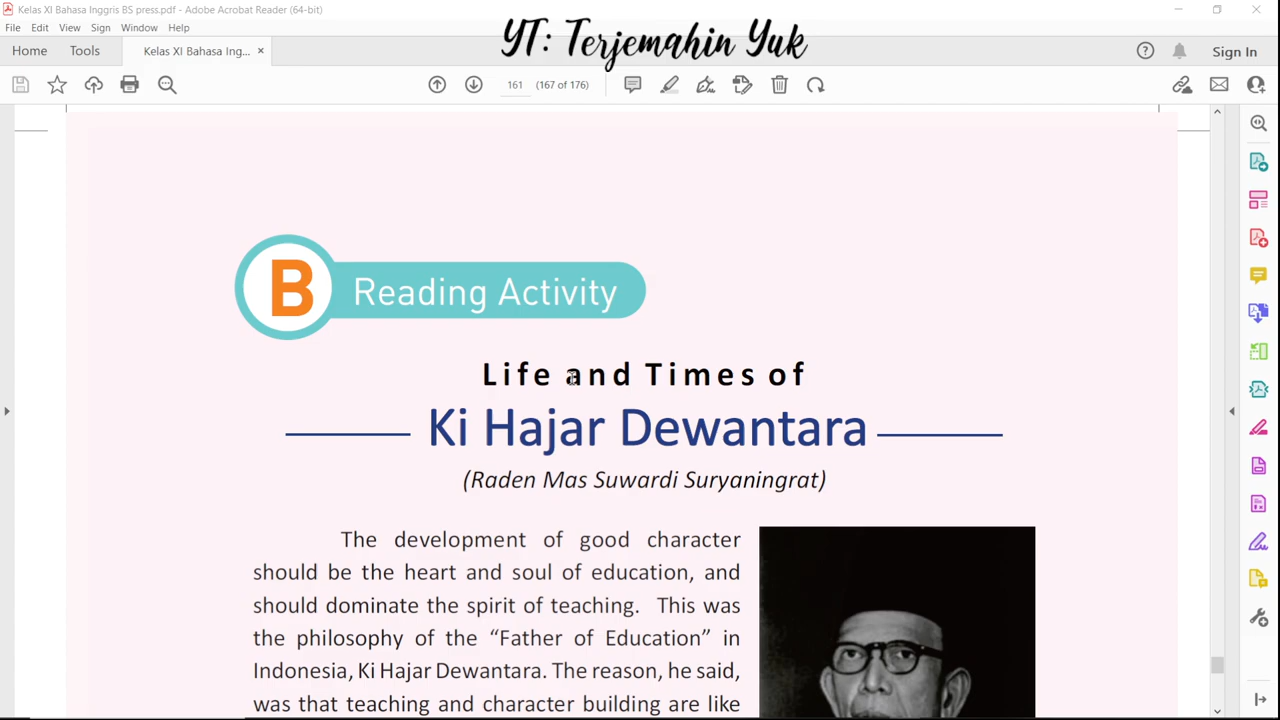 Kelas XI Bahasa Inggris BS press.pdf - Adobe Acrobat Reader (64-bit)
File Edit View Sign Window Help
YT: Terjemahin Yuk
Home Tools Kelas XI Bahasa Ing... × Sign In
161 (167 of 176)
B Reading Activity
Life and Times of
Ki Hajar Dewantara
(Raden Mas Suwardi Suryaningrat)
The development of good character
should be the heart and soul of education, and
should dominate the spirit of teaching. This was
the philosophy of the “Father of Education” in
Indonesia, Ki Hajar Dewantara. The reason, he said,
was that teaching and character building are like